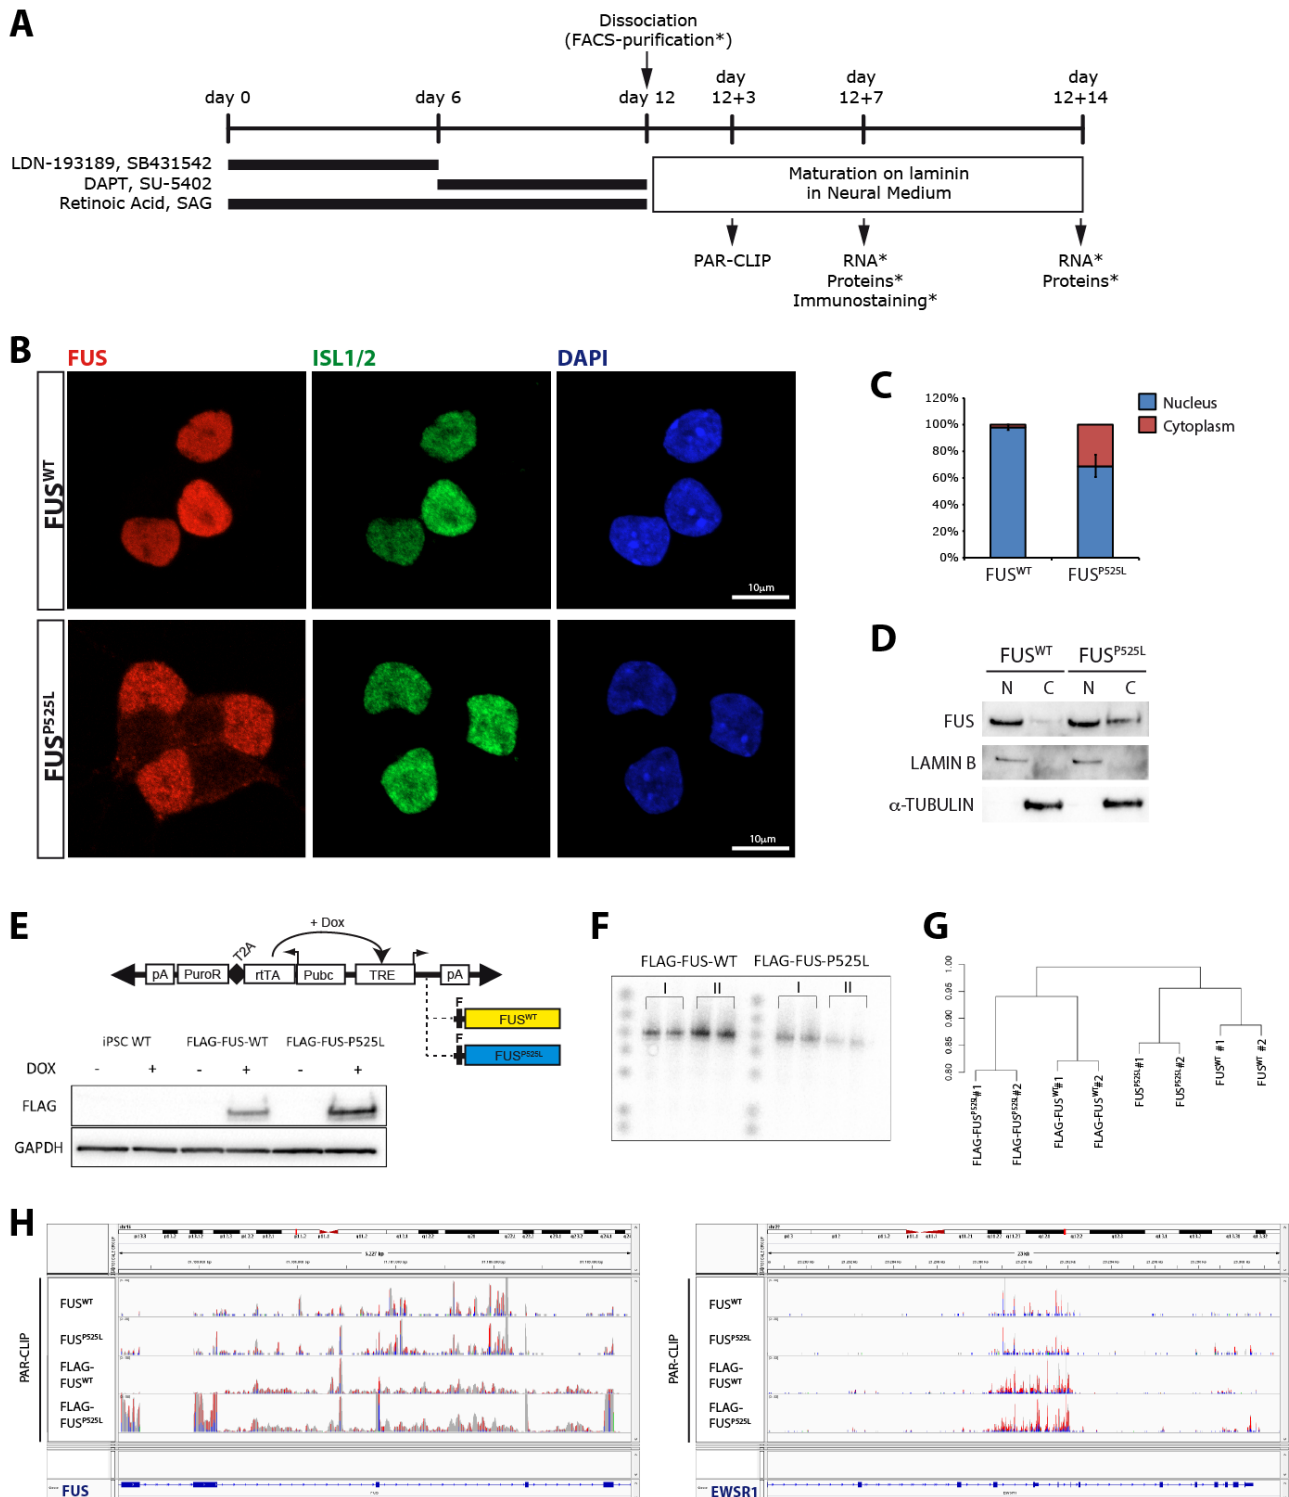 A
Dissociation
(FACS-purification*)
day 0
day 6
day 12
day
12+3
day
12+7
day
12+14
LDN-193189, SB431542
DAPT, SU-5402
Retinoic Acid, SAG
Maturation on laminin
in Neural Medium
PAR-CLIP
RNA*
Proteins*
Immunostaining*
RNA*
Proteins*
B
FUS
ISL1/2
DAPI
FUSWT
10µm
FUSP525L
10µm
C
120%
100%
80%
60%
40%
20%
0%
FUSWT
FUSP525L
Nucleus
Cytoplasm
D
FUSWT
FUSP525L
N C N C
FUS
LAMIN B
α-TUBULIN
E
+ Dox
pA
PuroR
T2A
rtTA
Pubc
TRE
pA
F
FUSWT
F
FUSP525L
iPSC WT
FLAG-FUS-WT
FLAG-FUS-P525L
DOX - + - + - +
FLAG
GAPDH
F
FLAG-FUS-WT
FLAG-FUS-P525L
I II I II
G
1.00
0.95
0.90
0.85
0.80
FLAG-FUSP525L#1
FLAG-FUSP525L#2
FLAG-FUSWT#1
FLAG-FUSWT#2
FUSP525L#1
FUSP525L#2
FUSWT #1
FUSWT #2
H
PAR-CLIP
FUSWT
FUSP525L
FLAG-
FUSWT
FLAG-
FUSP525L
FUS
PAR-CLIP
FUSWT
FUSP525L
FLAG-
FUSWT
FLAG-
FUSP525L
EWSR1